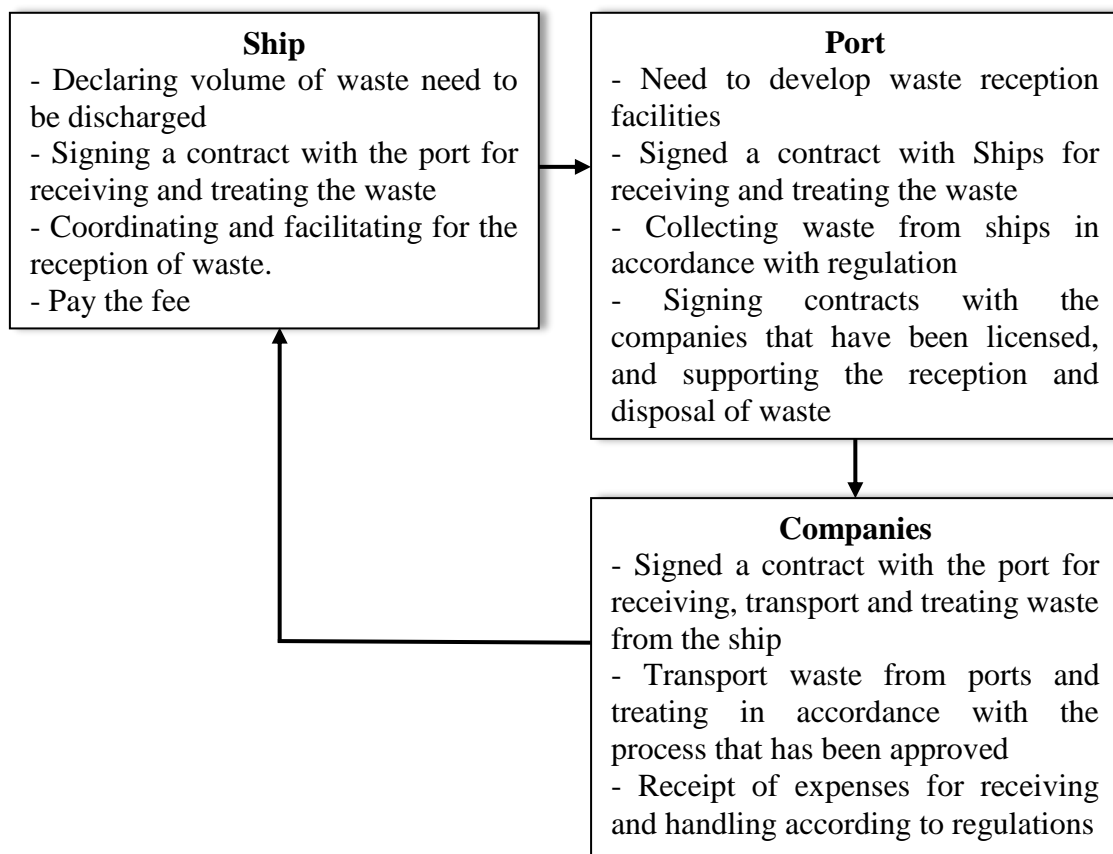 Ship
- Declaring volume of waste need to
be discharged
- Signing a contract with the port for
receiving and treating the waste
- Coordinating and facilitating for the
reception of waste.
- Pay the fee
Port
- Need to develop waste reception
facilities
- Signed a contract with Ships for
receiving and treating the waste
- Collecting waste from ships in
accordance with regulation
- Signing contracts with the
companies that have been licensed,
and supporting the reception and
disposal of waste
Companies
- Signed a contract with the port for
receiving, transport and treating waste
from the ship
- Transport waste from ports and
treating in accordance with the
process that has been approved
- Receipt of expenses for receiving
and handling according to regulations